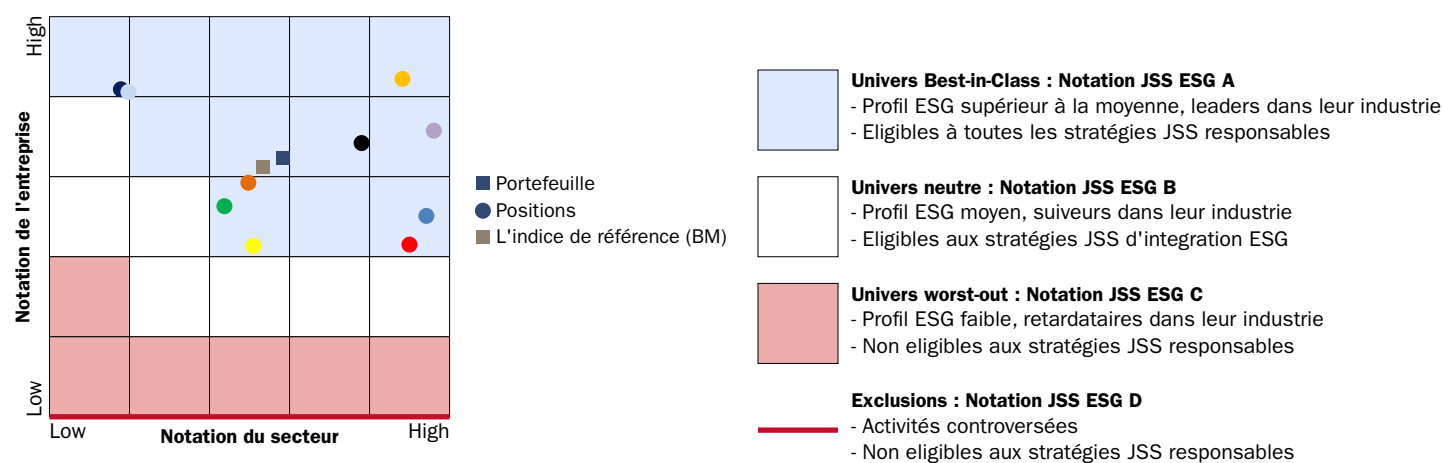 High
Notation de l'entreprise
Low
Low
Notation du secteur
High
Portefeuille
Positions
L'indice de référence (BM)
Univers Best-in-Class : Notation JSS ESG A
- Profil ESG supérieur à la moyenne, leaders dans leur industrie
- Eligibles à toutes les stratégies JSS responsables
Univers neutre : Notation JSS ESG B
- Profil ESG moyen, suiveurs dans leur industrie
- Eligibles aux stratégies JSS d'integration ESG
Univers worst-out : Notation JSS ESG C
- Profil ESG faible, retardataires dans leur industrie
- Non eligibles aux stratégies JSS responsables
Exclusions : Notation JSS ESG D
- Activités controversées
- Non eligibles aux stratégies JSS responsables